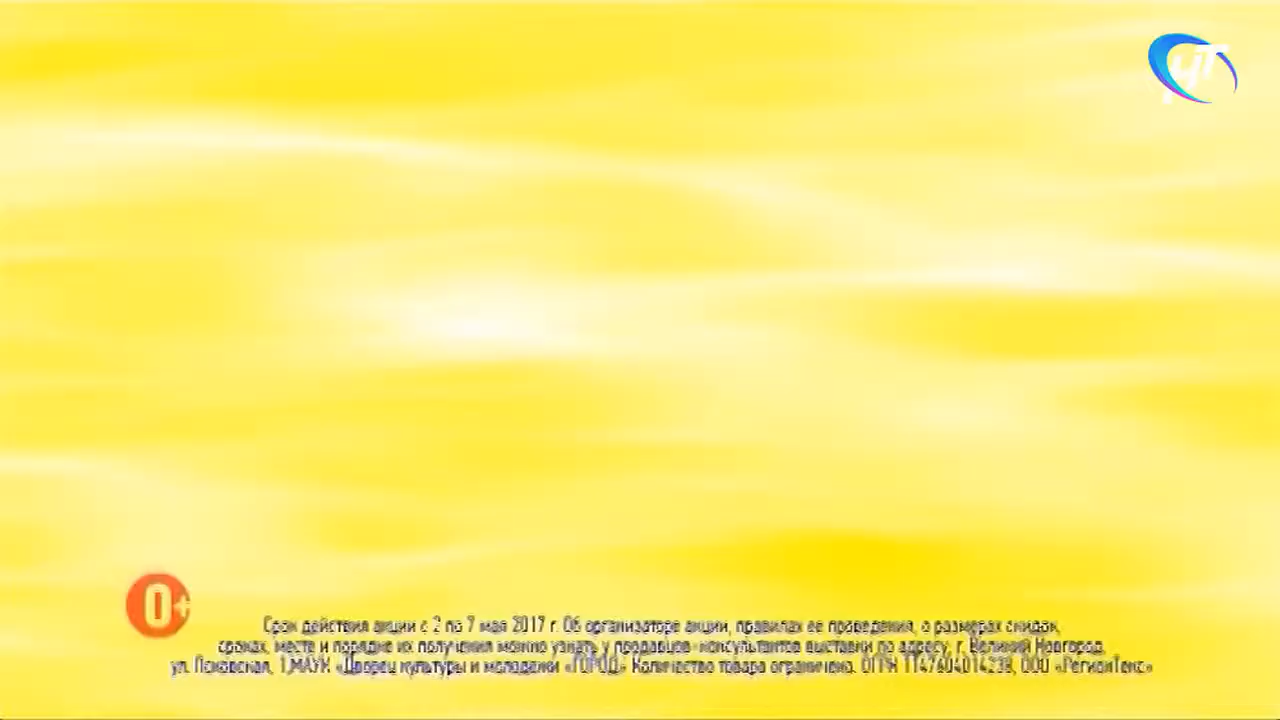 НТ
0+
Срок действия акции с 2 по 7 мая 2017 г. Об организаторе акции, правилах ее проведения, о размерах скидок,
сроках, месте и порядке их получения можно узнать у продавцов-консультантов выставки по адресу, г. Великий Новгород,
ул. Псковская, 1,МАУК «Дворец культуры и молодежи «ГОРОД» Количество товара ограничено. ОГРН ООО «РегионТекс»